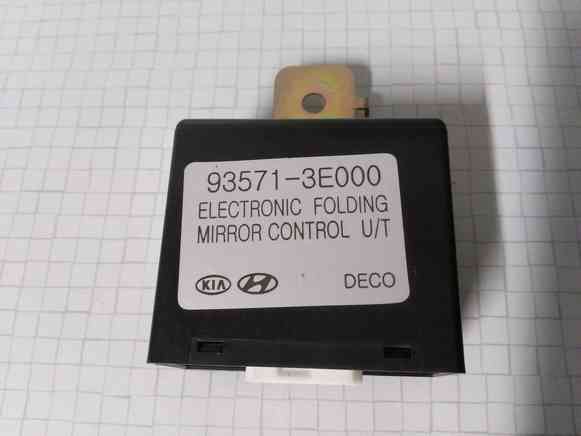 93571-3E000
ELECTRONIC FOLDING
MIRROR CONTROL U/T
KIA DECO